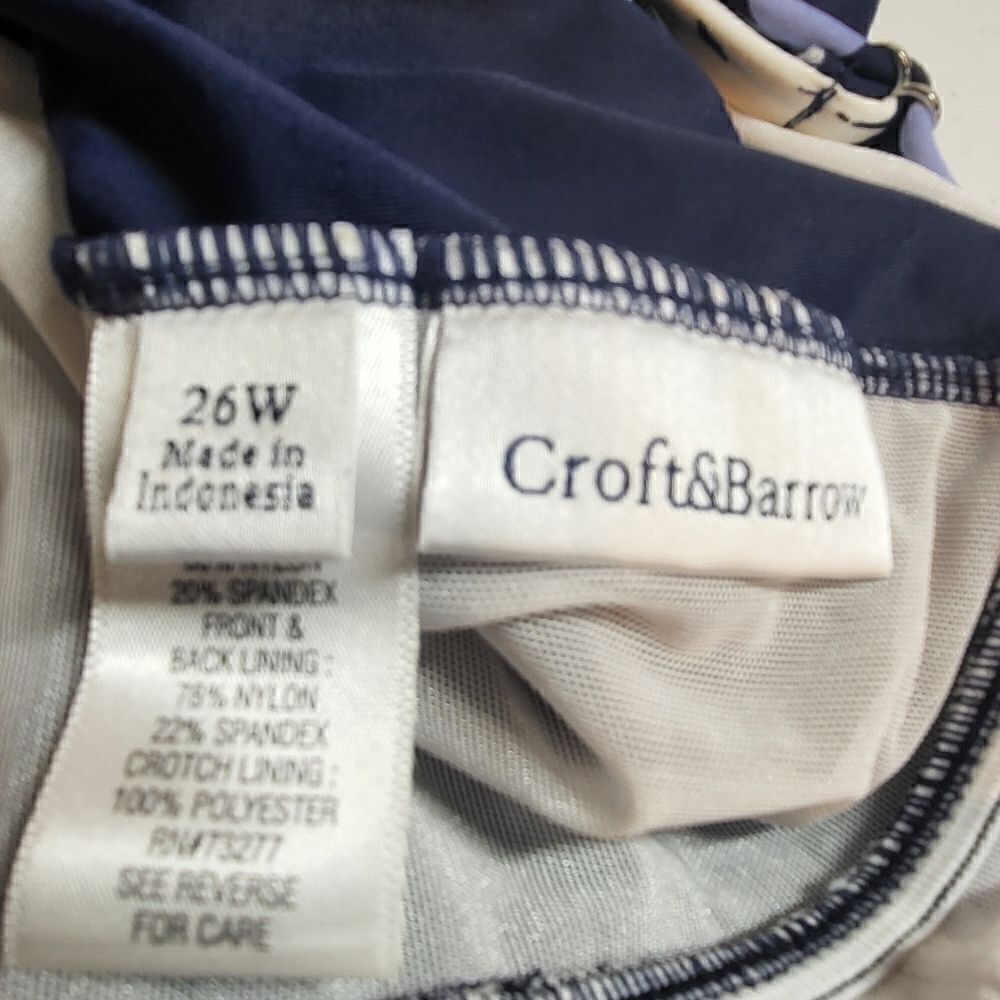 26W
Made in
Indonesia
Croft&Barrow
20% SPANDEX
FRONT &
BACK LINING :
78% NYLON
22% SPANDEX
CROTCH LINING :
100% POLYESTER
RN#73277
SEE REVERSE
FOR CARE